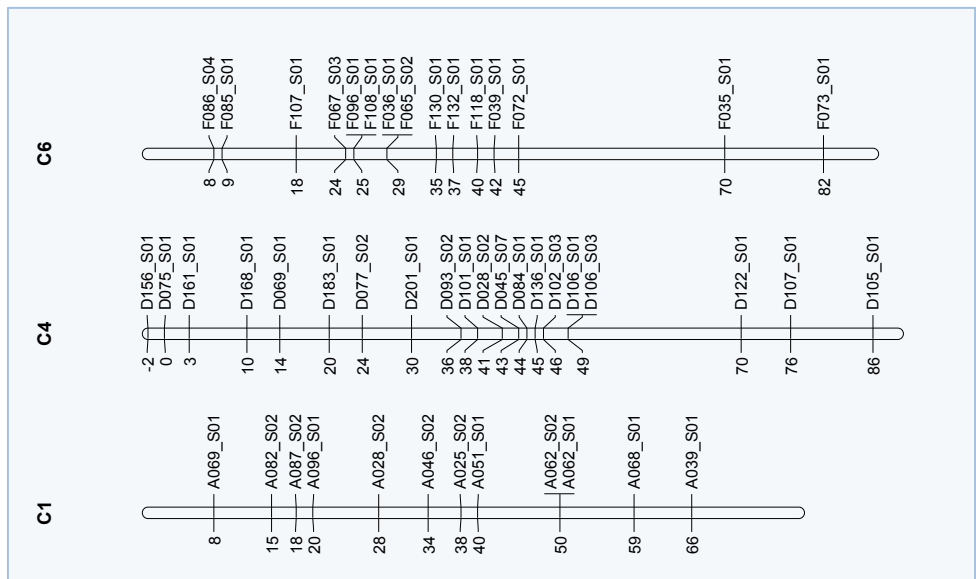 C6
F086_S04
F085_S01
F107_S01
F067_S03
F096_S01
F108_S01
F036_S01
F065_S02
F130_S01
F132_S01
F118_S01
F039_S01
F072_S01
F035_S01
F073_S01
8
9
18
24
25
29
35
37
40
42
45
70
82
C4
D156_S01
D075_S01
D161_S01
D168_S01
D069_S01
D183_S01
D077_S02
D201_S01
D093_S02
D101_S01
D028_S02
D045_S07
D084_S01
D136_S01
D102_S03
D106_S01
D106_S03
D122_S01
D107_S01
D105_S01
-2
0
3
10
14
20
24
30
36
38
41
43
44
45
46
49
70
76
86
C1
A069_S01
A082_S02
A087_S02
A096_S01
A028_S02
A046_S02
A025_S02
A051_S01
A062_S02
A062_S01
A068_S01
A039_S01
8
15
18
20
28
34
38
40
50
59
66